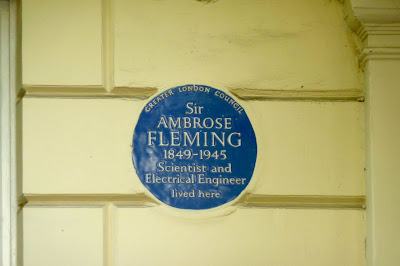 GREATER LONDON COUNCIL
Sir
AMBROSE
FLEMING
1849-1945
Scientist and
Electrical Engineer
lived here